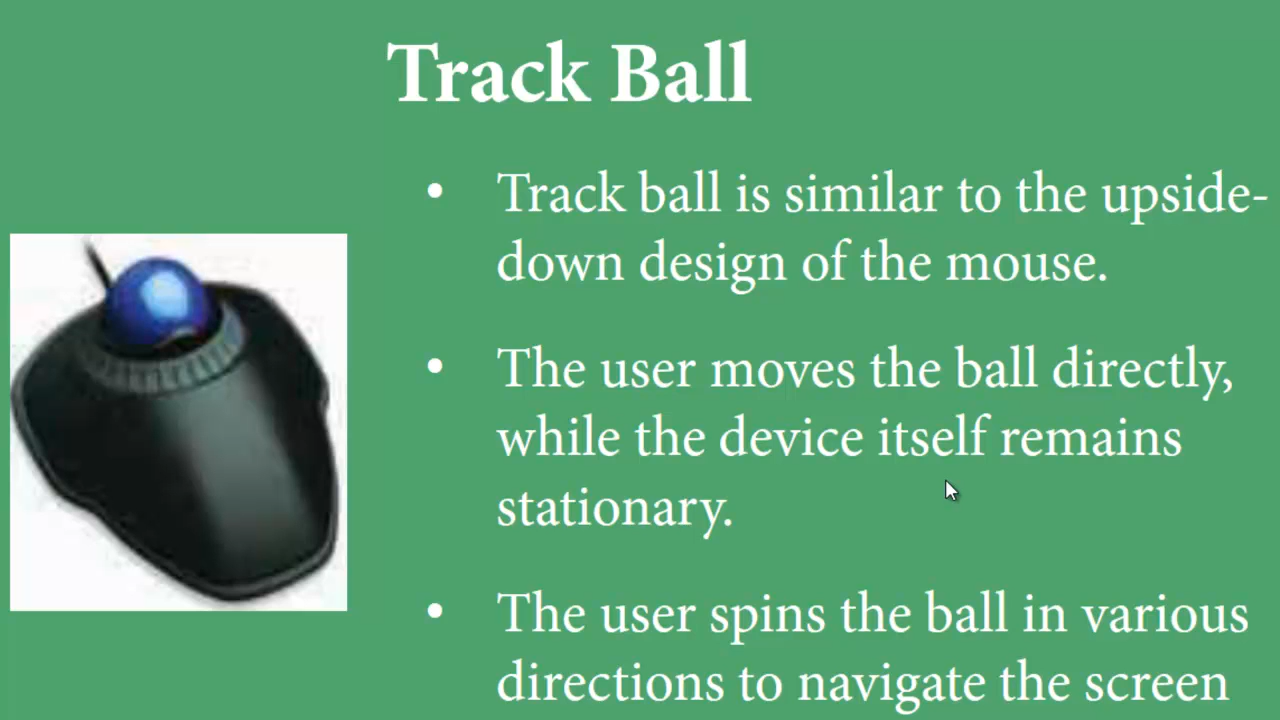 Track Ball
• Track ball is similar to the upside-
down design of the mouse.
• The user moves the ball directly,
while the device itself remains
stationary.
• The user spins the ball in various
directions to navigate the screen